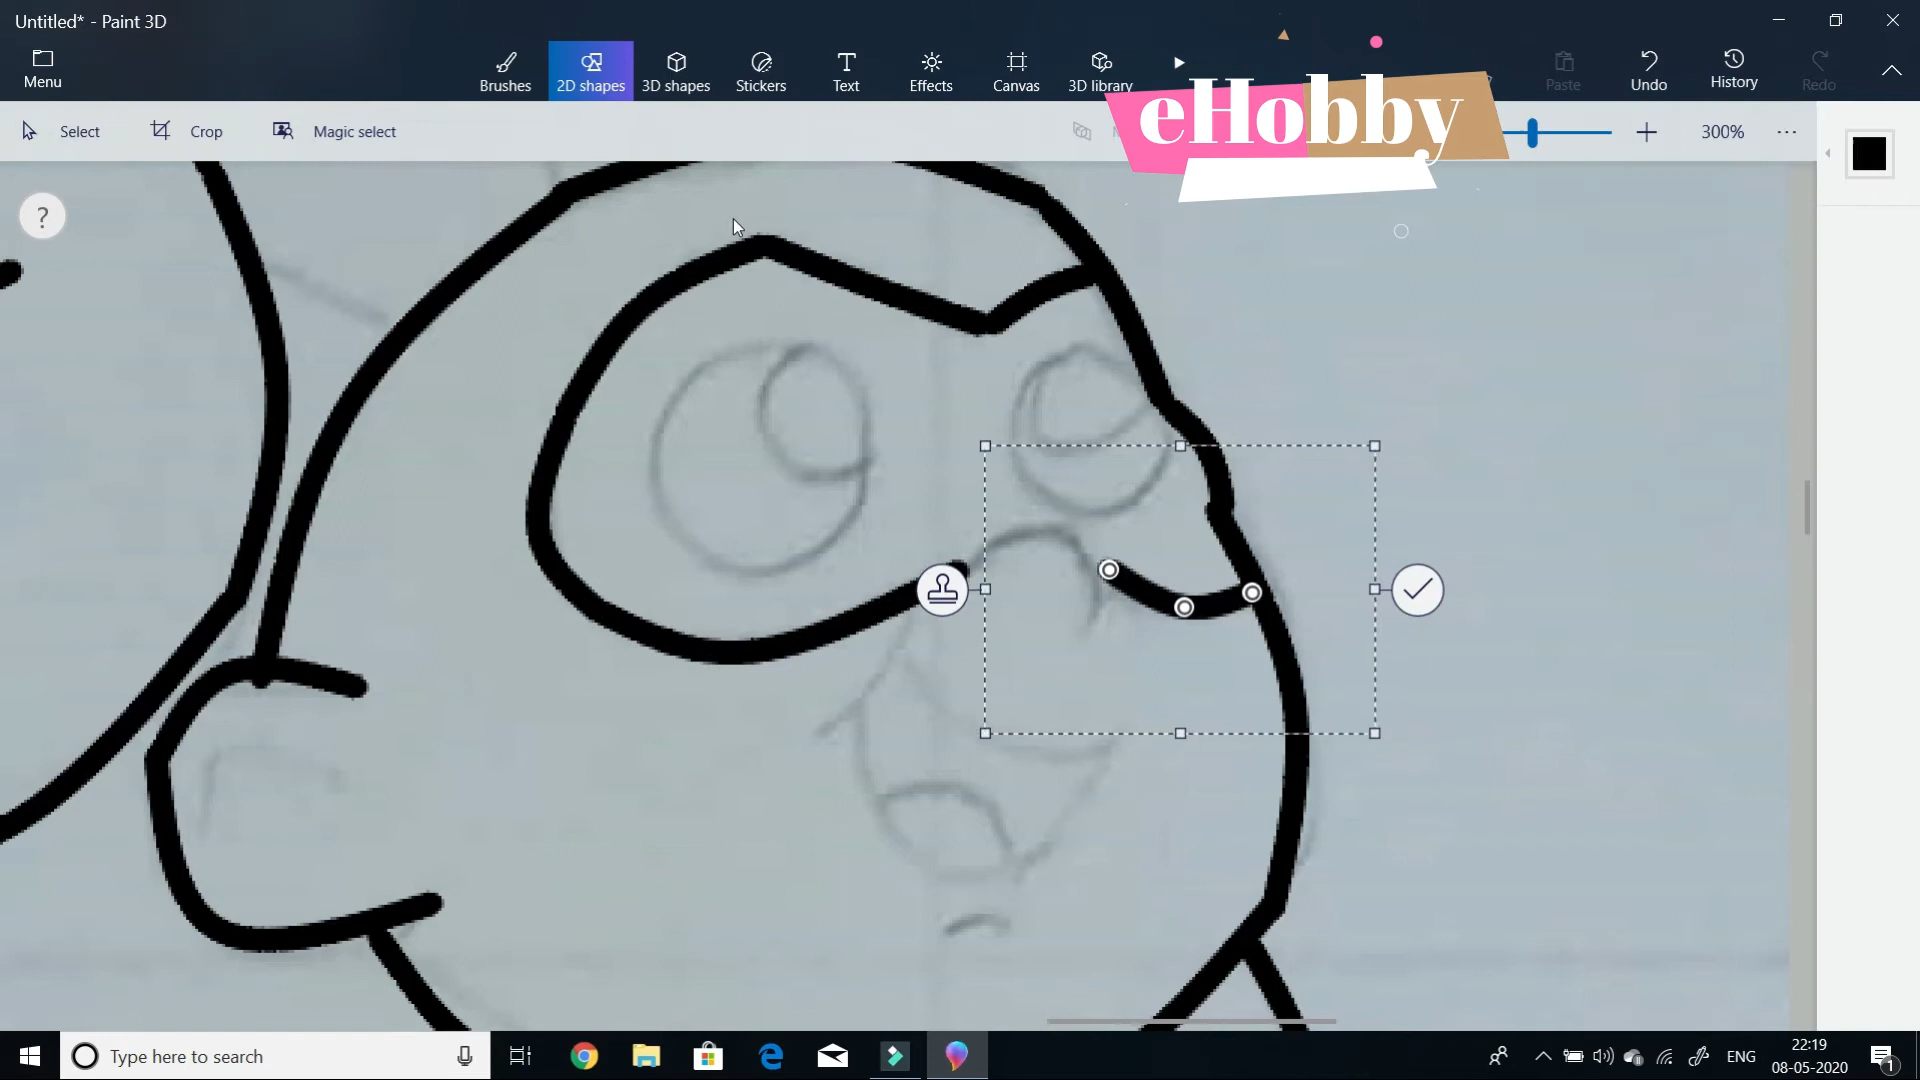 Untitled* - Paint 3D
Menu
Brushes
2D shapes
3D shapes
Stickers
Text
Effects
Canvas
3D library
Paste
Undo
History
Redo
eHobby
Select
Crop
Magic select
300%
?
Type here to search
ENG
22:19
08-05-2020
1